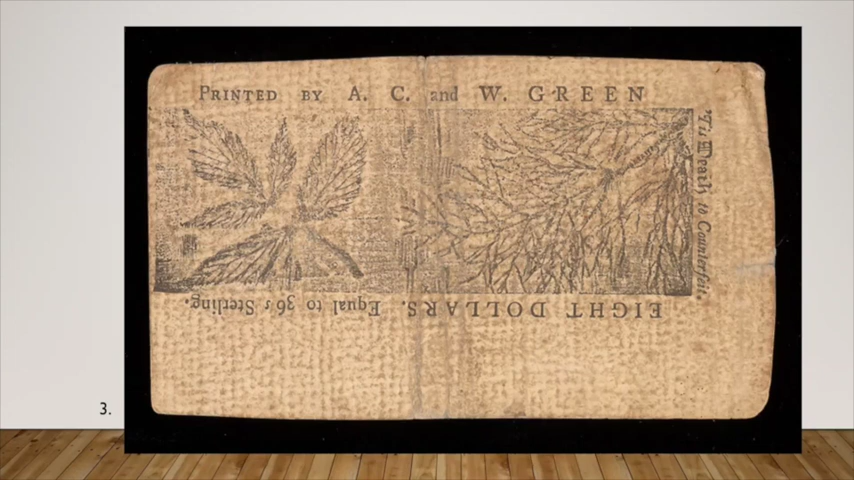 PRINTED BY A. C. and W. GREEN
'Tis Death to Counterfeit.
EIGHT DOLLARS. Equal to 36s Sterling.
3.